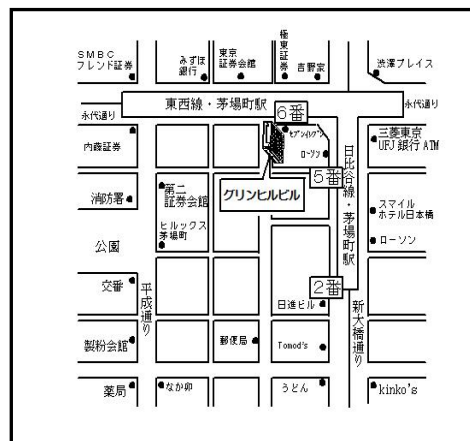 SMBC
フレンド証券
みずほ
銀行
東京
証券会館
極東証券
吉野家
渋澤プレイス
東西線・茅場町駅
6番
永代通り
永代通り
内藤証券
セブンイレブン
ローソン
三菱東京
UFJ銀行ATM
5番
日比谷線・茅場町駅
消防署
第二
証券会館
グリンヒルビル
スマイル
ホテル日本橋
ヒルックス
茅場町
ローソン
公園
交番
平成通り
2番
日進ビル
新大橋通り
製粉会館
郵便局
Tomod's
薬局
なか卯
うどん
kinko's